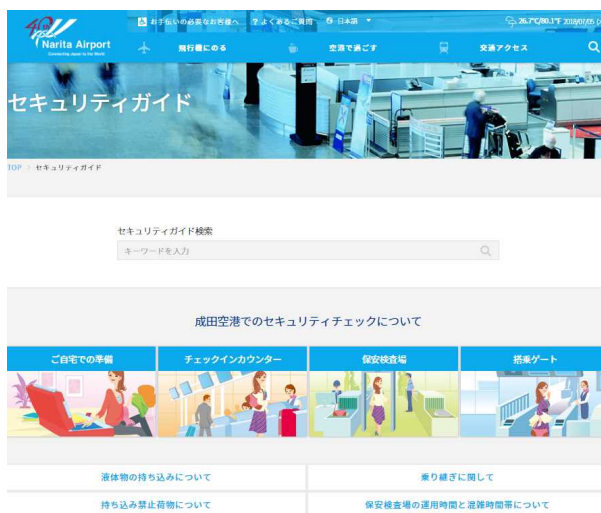 Narita Airport
お手伝いの必要なお客様へ ? よくあるご質問 日本語 ▼ 26.7℃/80.1°F 2018/07/05
飛行機にのる 空港で過ごす 交通アクセス
セキュリティガイド
TOP > セキュリティガイド
セキュリティガイド検索
キーワードを入力
成田空港でのセキュリティチェックについて
ご自宅での準備 チェックインカウンター 保安検査場 搭乗ゲート
液体物の持ち込みについて 乗り継ぎに関して
持ち込み禁止荷物について 保安検査場の運用時間と混雑時間帯について